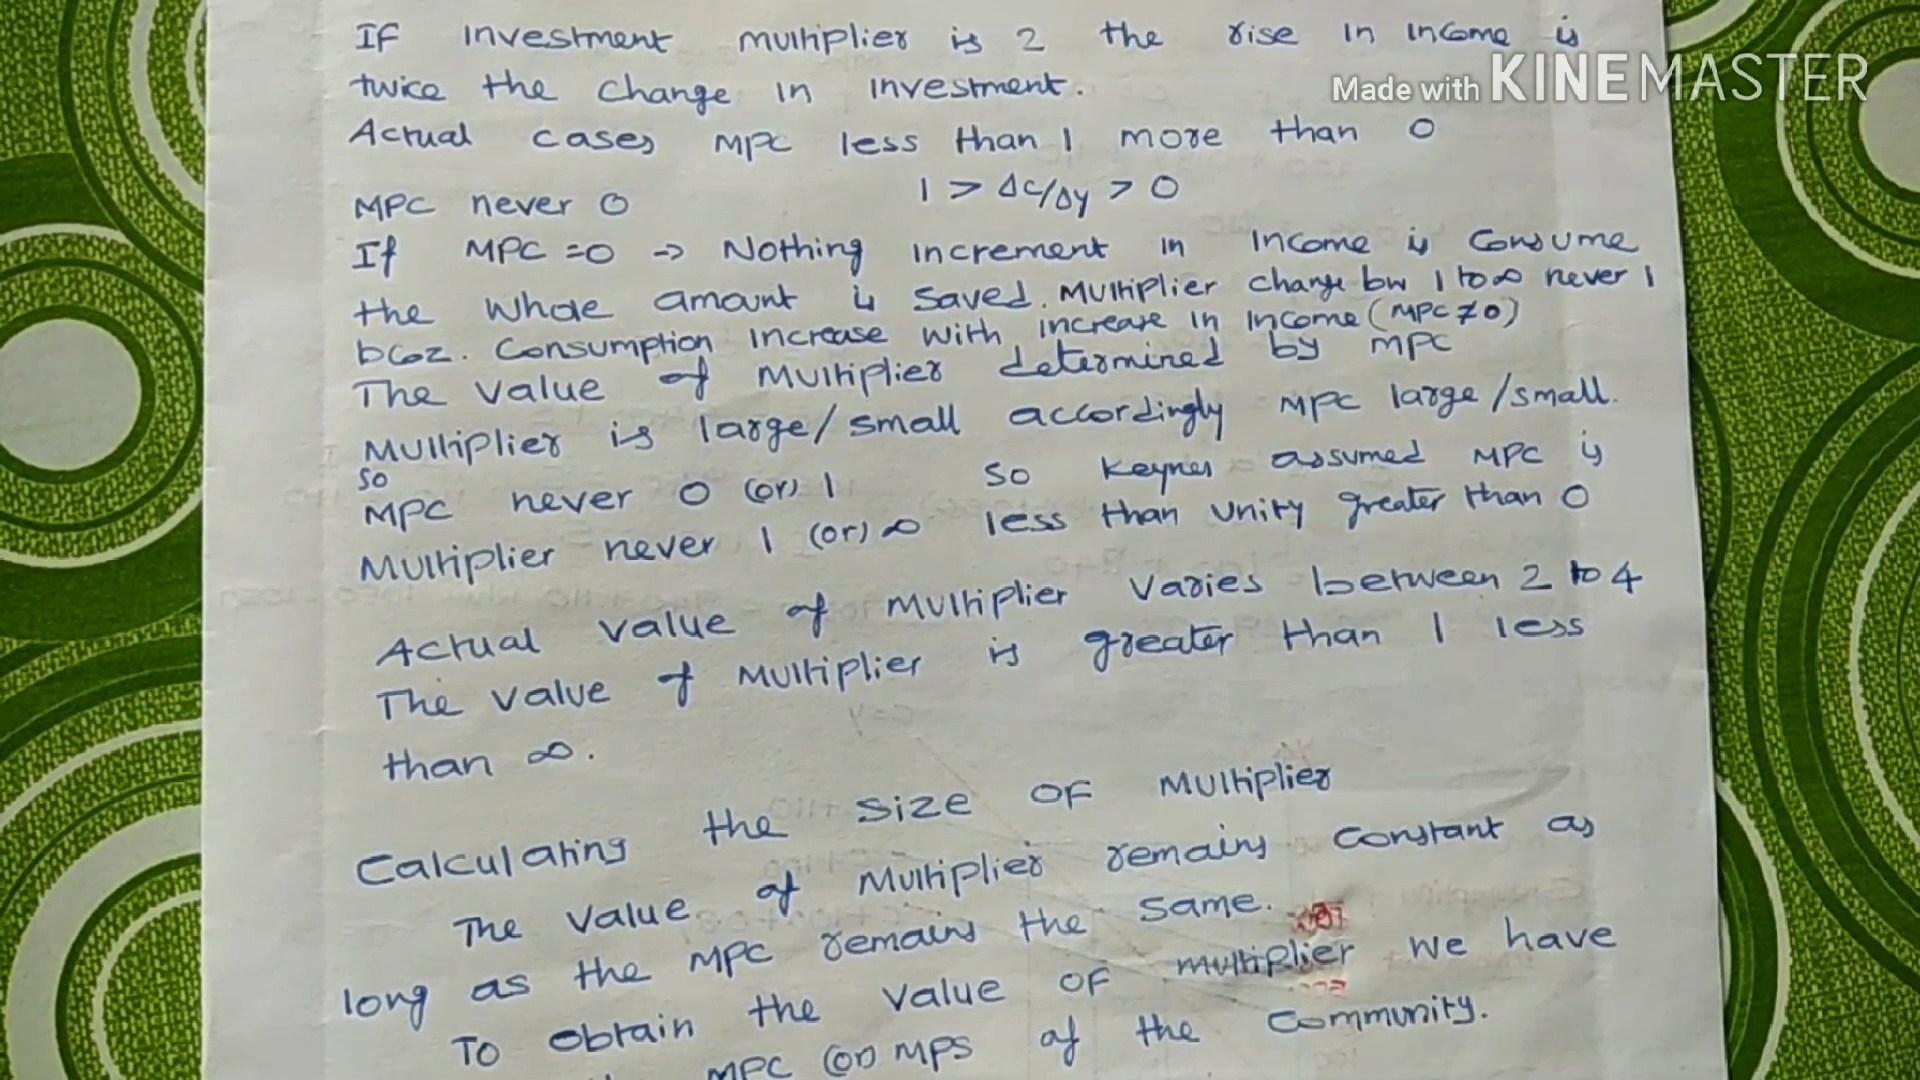 If investment multiplier is 2 the rise in income is
Made with KINEMASTER
twice the change in investment.
Actual cases MPC less than 1 more than 0
1 > ΔC/ΔY > 0
MPC never 0
If MPC = 0 → Nothing increment in income is consume
the whole amount is saved. Multiplier change bw 1 to ∞ never 1
bcoz. Consumption increase with increase in income (MPC ≠ 0)
The value of Multiplier determined by MPC
Multiplier is large/small accordingly MPC large/small.
so
MPC never 0 (or) 1 So Keynes assumed MPC is
Multiplier never 1 (or) ∞ less than unity greater than 0
Actual value of Multiplier varies between 2 to 4
The value of Multiplier is greater than 1 less
than ∞.
Calculating the size of Multiplier
The value of Multiplier remains constant as
long as the MPC remains the same.
To obtain the value of multiplier we have
MPC (or) MPS of the community.